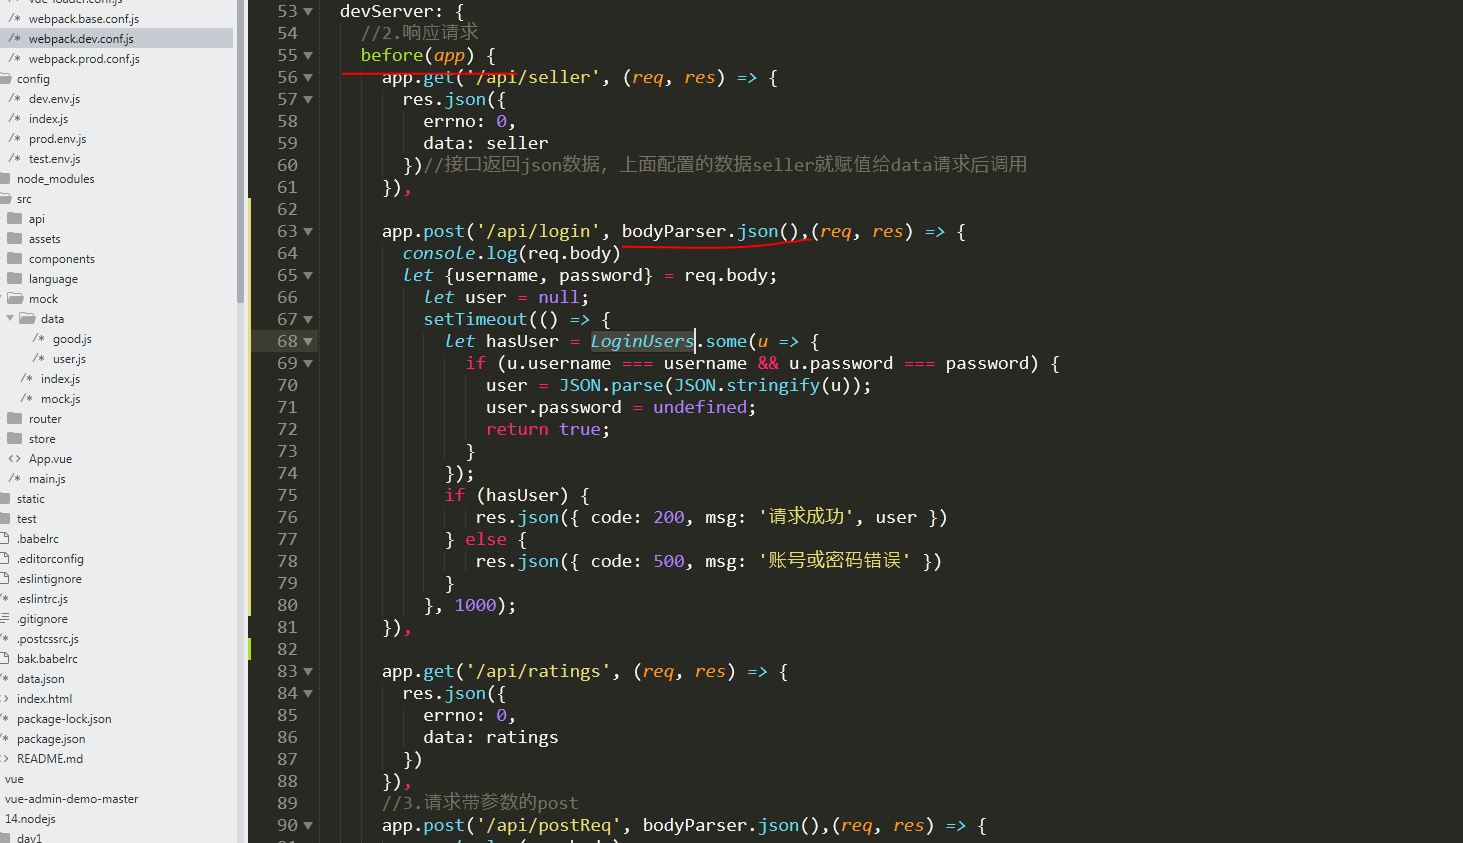 vue-loader.conf.js
/* webpack.base.conf.js
/* webpack.dev.conf.js
/* webpack.prod.conf.js
config
/* dev.env.js
/* index.js
/* prod.env.js
/* test.env.js
node_modules
src
api
assets
components
language
mock
data
/* good.js
/* user.js
/* index.js
/* mock.js
router
store
<> App.vue
/* main.js
static
test
.babelrc
.editorconfig
.eslintignore
/* .eslintrc.js
.gitignore
/* .postcssrc.js
bak.babelrc
/* data.json
<> index.html
/* package-lock.json
/* package.json
<> README.md
vue
vue-admin-demo-master
14.nodejs
day1
53 devServer: {
54 //2.响应请求
55 before(app) {
56 app.get('/api/seller', (req, res) => {
57 res.json({
58 errno: 0,
59 data: seller
60 })//接口返回json数据，上面配置的数据seller就赋值给data请求后调用
61 }),
62
63 app.post('/api/login', bodyParser.json(),(req, res) => {
64 console.log(req.body)
65 let {username, password} = req.body;
66 let user = null;
67 setTimeout(() => {
68 let hasUser = LoginUsers.some(u => {
69 if (u.username === username && u.password === password) {
70 user = JSON.parse(JSON.stringify(u));
71 user.password = undefined;
72 return true;
73 }
74 });
75 if (hasUser) {
76 res.json({ code: 200, msg: '请求成功', user })
77 } else {
78 res.json({ code: 500, msg: '账号或密码错误' })
79 }
80 }, 1000);
81 }),
82
83 app.get('/api/ratings', (req, res) => {
84 res.json({
85 errno: 0,
86 data: ratings
87 })
88 }),
89 //3.请求带参数的post
90 app.post('/api/postReq', bodyParser.json(),(req, res) => {